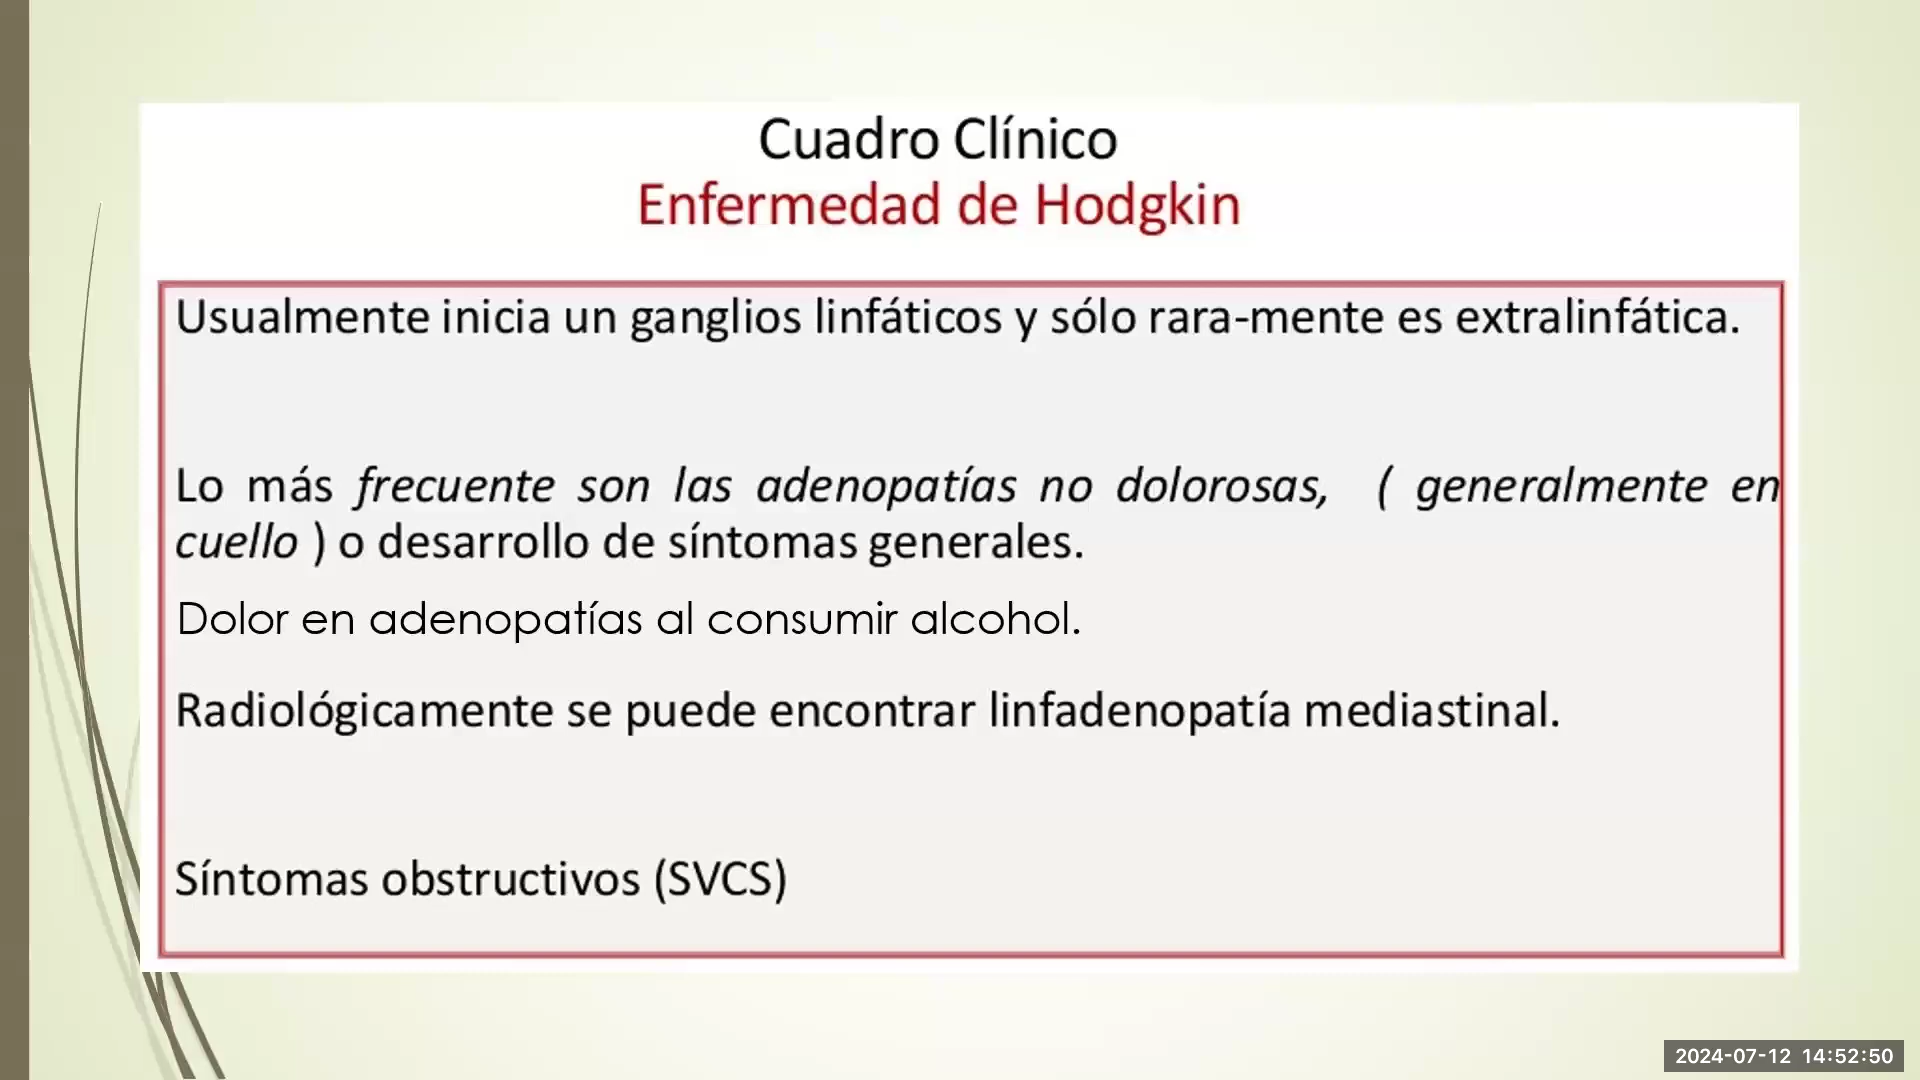 Cuadro Clínico
Enfermedad de Hodgkin
Usualmente inicia un ganglios linfáticos y sólo rara-mente es extralinfática.
Lo más frecuente son las adenopatías no dolorosas, ( generalmente en
cuello ) o desarrollo de síntomas generales.
Dolor en adenopatías al consumir alcohol.
Radiológicamente se puede encontrar linfadenopatía mediastinal.
Síntomas obstructivos (SVCS)
2024-07-12 14:52:50